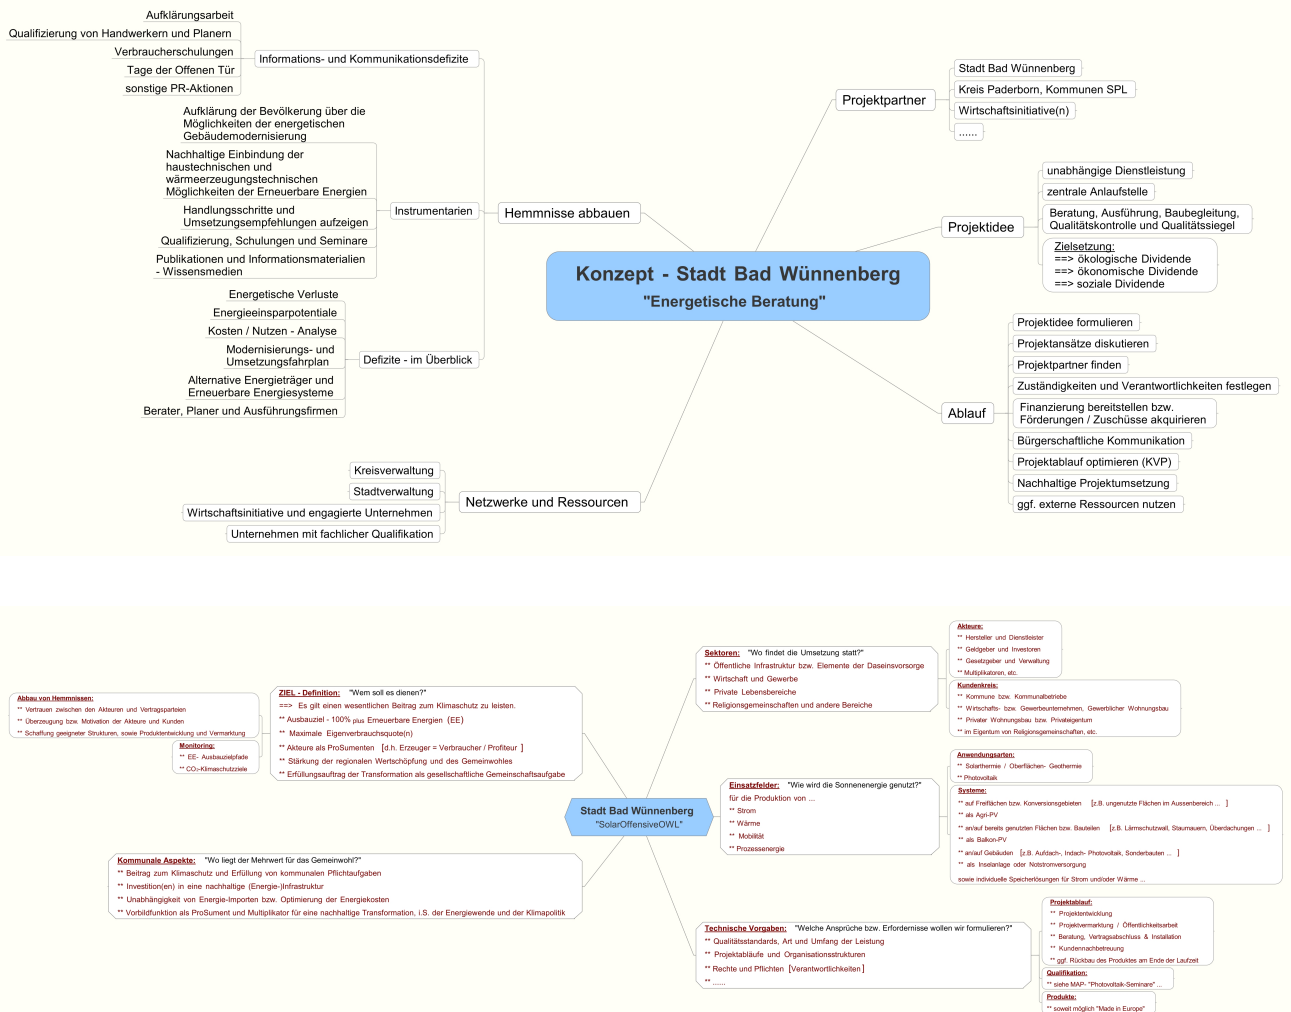 Aufklärungsarbeit
Qualifizierung von Handwerkern und Planern
Verbraucherschulungen
Tage der Offenen Tür
sonstige PR-Aktionen
Informations- und Kommunikationsdefizite
Aufklärung der Bevölkerung über die
Möglichkeiten der energetischen
Gebäudemodernisierung
Nachhaltige Einbindung der
haustechnischen und
wärmeerzeugungstechnischen
Möglichkeiten der Erneuerbare Energien
Handlungsschritte und
Umsetzungsempfehlungen aufzeigen
Qualifizierung, Schulungen und Seminare
Publikationen und Informationsmaterialien
- Wissensmedien
Instrumentarien
Energetische Verluste
Energieeinsparpotentiale
Kosten / Nutzen - Analyse
Modernisierungs- und
Umsetzungsfahrplan
Alternative Energieträger und
Erneuerbare Energiesysteme
Berater, Planer und Ausführungsfirmen
Defizite - im Überblick
Hemmnisse abbauen
Kreisverwaltung
Stadtverwaltung
Wirtschaftsinitiative und engagierte Unternehmen
Unternehmen mit fachlicher Qualifikation
Netzwerke und Ressourcen
Konzept - Stadt Bad Wünnenberg
"Energetische Beratung"
Projektpartner
Stadt Bad Wünnenberg
Kreis Paderborn, Kommunen SPL
Wirtschaftsinitiative(n)
......
Projektidee
unabhängige Dienstleistung
zentrale Anlaufstelle
Beratung, Ausführung, Baubegleitung,
Qualitätskontrolle und Qualitätssiegel
Zielsetzung:
==> ökologische Dividende
==> ökonomische Dividende
==> soziale Dividende
Ablauf
Projektidee formulieren
Projektansätze diskutieren
Projektpartner finden
Zuständigkeiten und Verantwortlichkeiten festlegen
Finanzierung bereitstellen bzw.
Förderungen / Zuschüsse akquirieren
Bürgerschaftliche Kommunikation
Projektablauf optimieren (KVP)
Nachhaltige Projektumsetzung
ggf. externe Ressourcen nutzen
Abbau von Hemmnissen:
** Vertrauen zwischen den Akteuren und Vertragsparteien
** Überzeugung bzw. Motivation der Akteure und Kunden
** Schaffung geeigneter Strukturen, sowie Produktentwicklung und Vermarktung
Monitoring:
** EE- Ausbauzielpfade
** CO₂-Klimaschutzziele
ZIEL - Definition: "Wem soll es dienen?"
==> Es gilt einen wesentlichen Beitrag zum Klimaschutz zu leisten.
** Ausbauziel - 100% plus Erneuerbare Energien (EE)
** Maximale Eigenverbrauchsquote(n)
** Akteure als ProSumenten [d.h. Erzeuger = Verbraucher / Profiteur ]
** Stärkung der regionalen Wertschöpfung und des Gemeinwohles
** Erfüllungsauftrag der Transformation als gesellschaftliche Gemeinschaftsaufgabe
Kommunale Aspekte: "Wo liegt der Mehrwert für das Gemeinwohl?"
** Beitrag zum Klimaschutz und Erfüllung von kommunalen Pflichtaufgaben
** Investition(en) in eine nachhaltige (Energie-)Infrastruktur
** Unabhängigkeit von Energie-Importen bzw. Optimierung der Energiekosten
** Vorbildfunktion als ProSument und Multiplikator für eine nachhaltige Transformation, i.S. der Energiewende und der Klimapolitik
Stadt Bad Wünnenberg
"SolarOffensiveOWL"
Sektoren: "Wo findet die Umsetzung statt?"
** Öffentliche Infrastruktur bzw. Elemente der Daseinsvorsorge
** Wirtschaft und Gewerbe
** Private Lebensbereiche
** Religionsgemeinschaften und andere Bereiche
Akteure:
** Hersteller und Dienstleister
** Geldgeber und Investoren
** Gesetzgeber und Verwaltung
** Multiplikatoren, etc.
Kundenkreis:
** Kommune bzw. Kommunalbetriebe
** Wirtschafts- bzw. Gewerbeunternehmen, Gewerblicher Wohnungsbau
** Privater Wohnungsbau bzw. Privateigentum
** im Eigentum von Religionsgemeinschaften, etc.
Einsatzfelder: "Wie wird die Sonnenenergie genutzt?"
für die Produktion von ...
** Strom
** Wärme
** Mobilität
** Prozessenergie
Anwendungsarten:
** Solarthermie / Oberflächen- Geothermie
** Photovoltaik
Systeme:
** auf Freiflächen bzw. Konversionsgebieten [z.B. ungenutzte Flächen im Aussenbereich ... ]
** als Agri-PV
** an/auf bereits genutzten Flächen bzw. Bauteilen [z.B. Lärmschutzwall, Staumauern, Überdachungen ... ]
** als Balkon-PV
** an/auf Gebäuden [z.B. Aufdach-, Indach- Photovoltaik, Sonderbauten ... ]
** als Inselanlage oder Notstromversorgung
sowie individuelle Speicherlösungen für Strom und/oder Wärme ...
Technische Vorgaben: "Welche Ansprüche bzw. Erfordernisse wollen wir formulieren?"
** Qualitätsstandards, Art und Umfang der Leistung
** Projektabläufe und Organisationsstrukturen
** Rechte und Pflichten [Verantwortlichkeiten]
** ......
Projektablauf:
** Projektentwicklung
** Projektvermarktung / Öffentlichkeitsarbeit
** Beratung, Vertragsabschluss & Installation
** Kundennachbetreuung
** ggf. Rückbau des Produktes am Ende der Laufzeit
Qualifikation:
** siehe MAP- "Photovoltaik-Seminare" ...
Produkte:
** soweit möglich "Made in Europe"